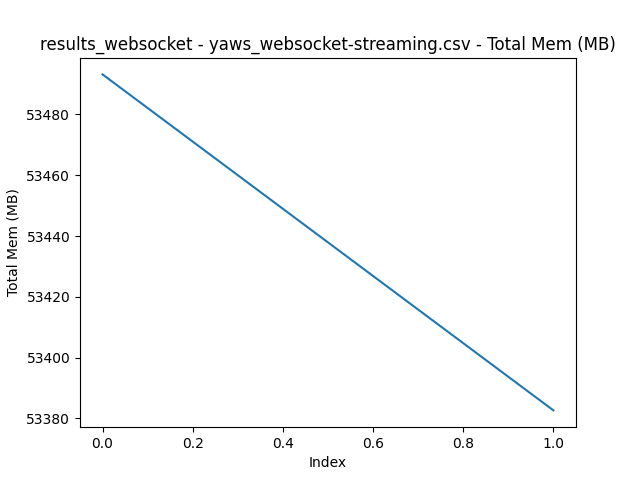 results_websocket - yaws_websocket-streaming.csv - Total Mem (MB)
Total Mem (MB)
53480
53460
53440
53420
53400
53380
0.0 0.2 0.4 0.6 0.8 1.0
Index